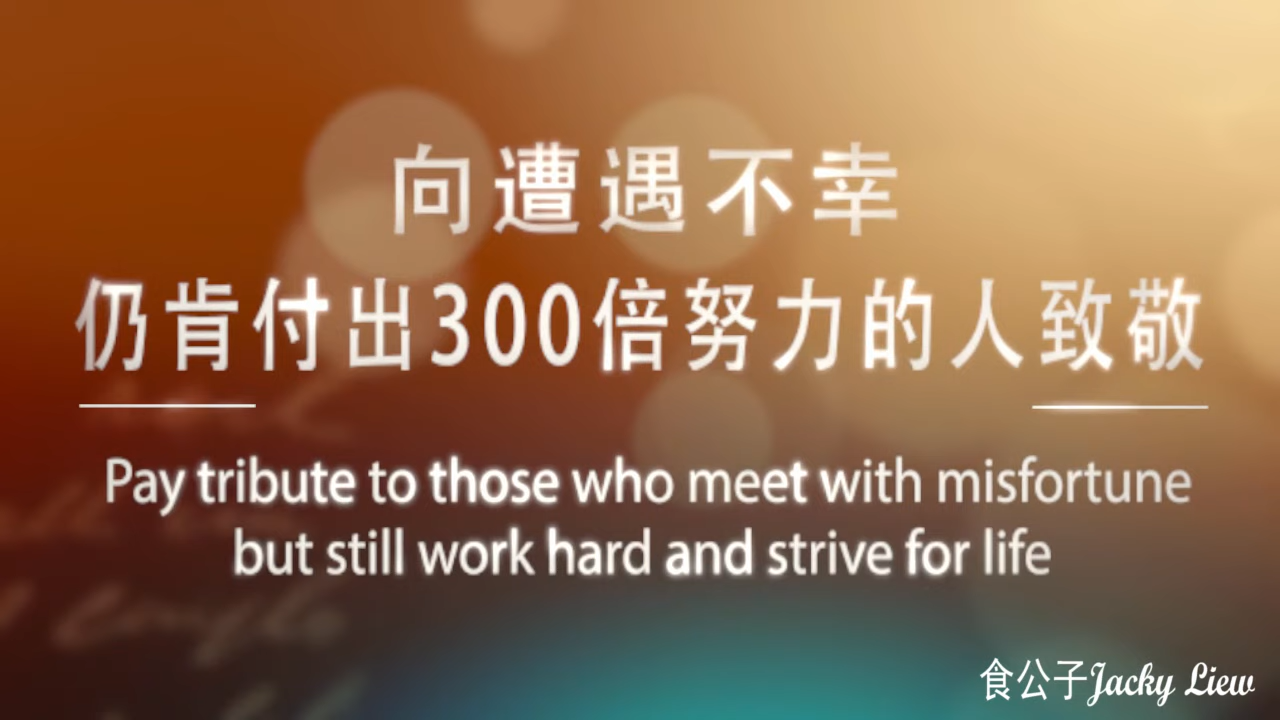 向遭遇不幸
仍肯付出300倍努力的人致敬
Pay tribute to those who meet with misfortune
but still work hard and strive for life
食公子Jacky Liew